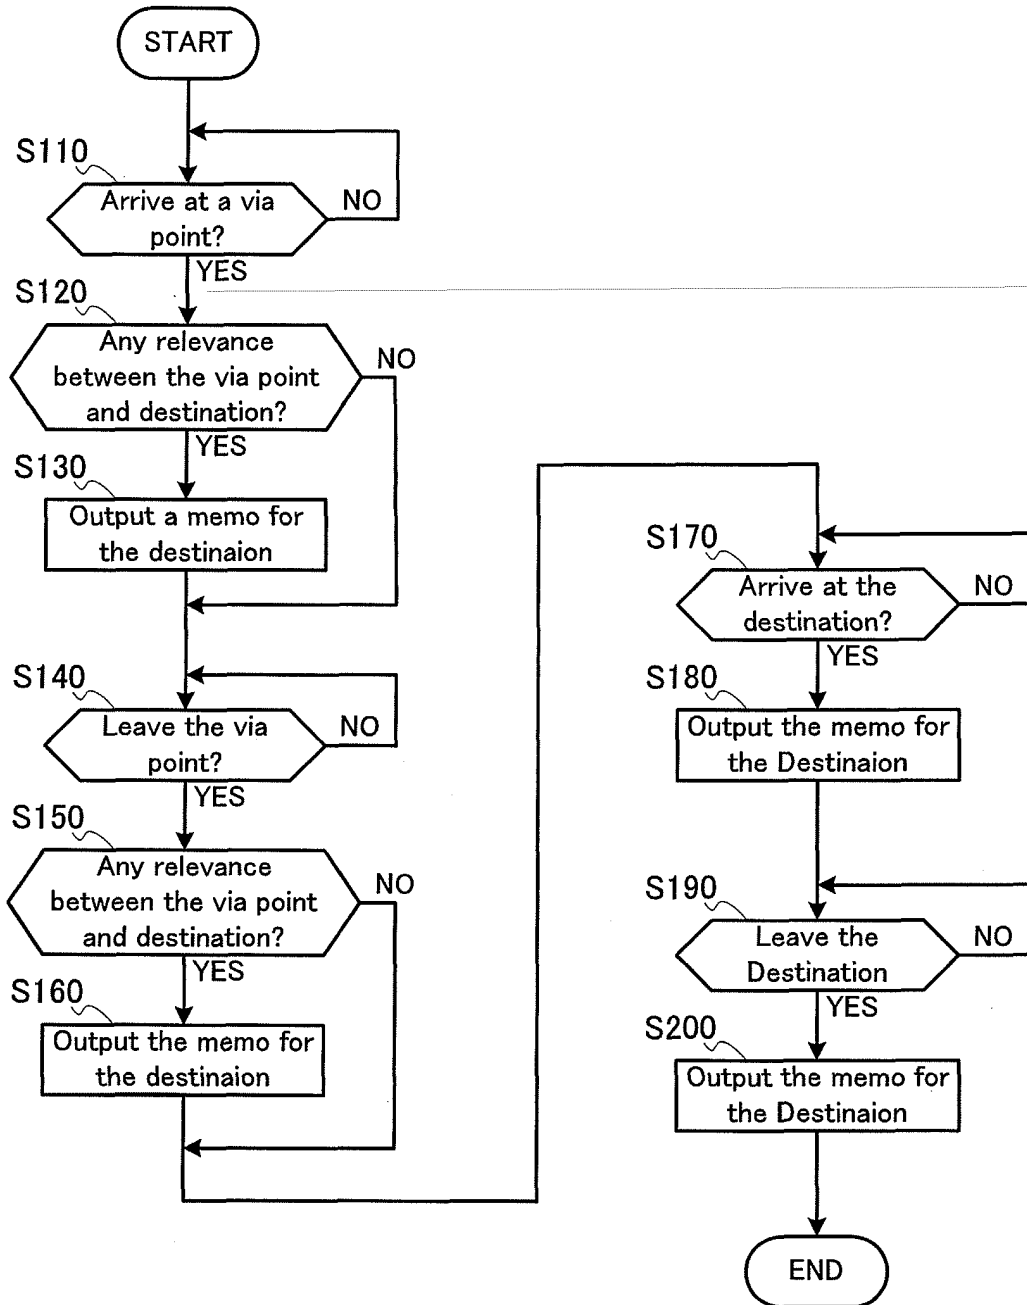 START
S110
Arrive at a via
point?
NO
YES
S120
Any relevance
between the via point
and destination?
NO
YES
S130
Output a memo for
the destinaion
S140
Leave the via
point?
NO
YES
S150
Any relevance
between the via point
and destination?
NO
YES
S160
Output the memo for
the destinaion
S170
Arrive at the
destination?
NO
YES
S180
Output the memo for
the Destinaion
S190
Leave the
Destination
NO
YES
S200
Output the memo for
the Destinaion
END